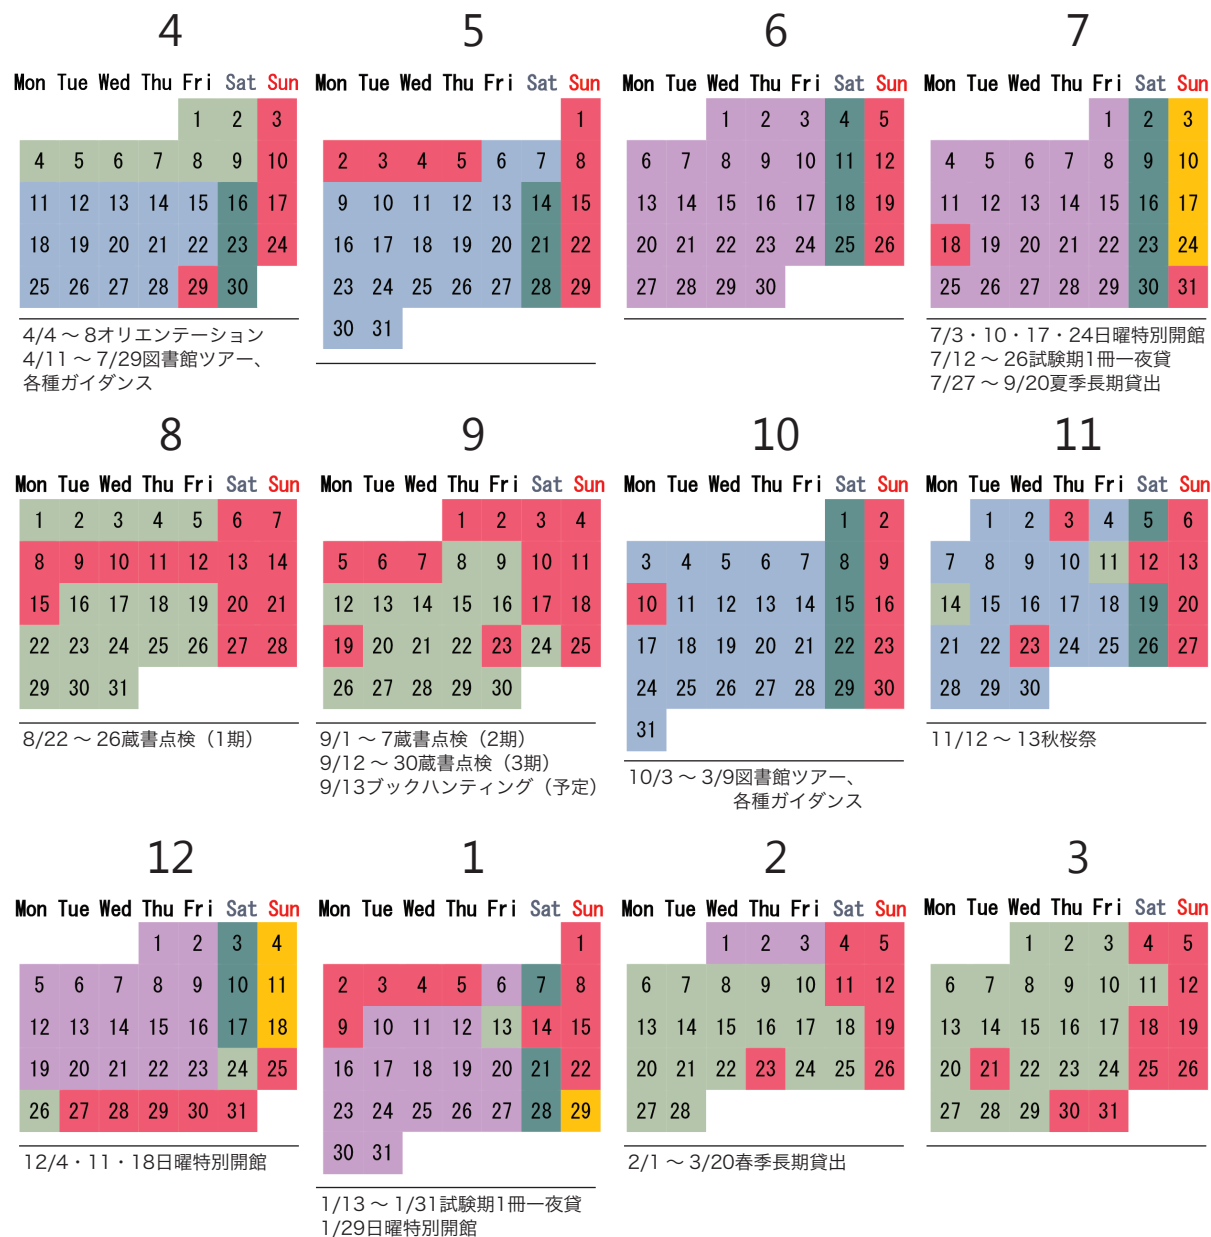 4
Mon Tue Wed Thu Fri Sat Sun
1 2 3
4 5 6 7 8 9 10
11 12 13 14 15 16 17
18 19 20 21 22 23 24
25 26 27 28 29 30
4/4～8オリエンテーション
4/11～7/29図書館ツアー、
各種ガイダンス
5
Mon Tue Wed Thu Fri Sat Sun
1
2 3 4 5 6 7 8
9 10 11 12 13 14 15
16 17 18 19 20 21 22
23 24 25 26 27 28 29
30 31
6
Mon Tue Wed Thu Fri Sat Sun
1 2 3 4 5
6 7 8 9 10 11 12
13 14 15 16 17 18 19
20 21 22 23 24 25 26
27 28 29 30
7
Mon Tue Wed Thu Fri Sat Sun
1 2 3
4 5 6 7 8 9 10
11 12 13 14 15 16 17
18 19 20 21 22 23 24
25 26 27 28 29 30 31
7/3・10・17・24日曜特別開館
7/12～26試験期1冊一夜貸
7/27～9/20夏季長期貸出
8
Mon Tue Wed Thu Fri Sat Sun
1 2 3 4 5 6 7
8 9 10 11 12 13 14
15 16 17 18 19 20 21
22 23 24 25 26 27 28
29 30 31
8/22～26蔵書点検（1期）
9
Mon Tue Wed Thu Fri Sat Sun
1 2 3 4
5 6 7 8 9 10 11
12 13 14 15 16 17 18
19 20 21 22 23 24 25
26 27 28 29 30
9/1～7蔵書点検（2期）
9/12～30蔵書点検（3期）
9/13ブックハンティング（予定）
10
Mon Tue Wed Thu Fri Sat Sun
1 2
3 4 5 6 7 8 9
10 11 12 13 14 15 16
17 18 19 20 21 22 23
24 25 26 27 28 29 30
31
10/3～3/9図書館ツアー、
各種ガイダンス
11
Mon Tue Wed Thu Fri Sat Sun
1 2 3 4 5 6
7 8 9 10 11 12 13
14 15 16 17 18 19 20
21 22 23 24 25 26 27
28 29 30
11/12～13秋桜祭
12
Mon Tue Wed Thu Fri Sat Sun
1 2 3 4
5 6 7 8 9 10 11
12 13 14 15 16 17 18
19 20 21 22 23 24 25
26 27 28 29 30 31
12/4・11・18日曜特別開館
1
Mon Tue Wed Thu Fri Sat Sun
1
2 3 4 5 6 7 8
9 10 11 12 13 14 15
16 17 18 19 20 21 22
23 24 25 26 27 28 29
30 31
1/13～1/31試験期1冊一夜貸
1/29日曜特別開館
2
Mon Tue Wed Thu Fri Sat Sun
1 2 3 4 5
6 7 8 9 10 11 12
13 14 15 16 17 18 19
20 21 22 23 24 25 26
27 28
2/1～3/20春季長期貸出
3
Mon Tue Wed Thu Fri Sat Sun
1 2 3 4 5
6 7 8 9 10 11 12
13 14 15 16 17 18 19
20 21 22 23 24 25 26
27 28 29 30 31